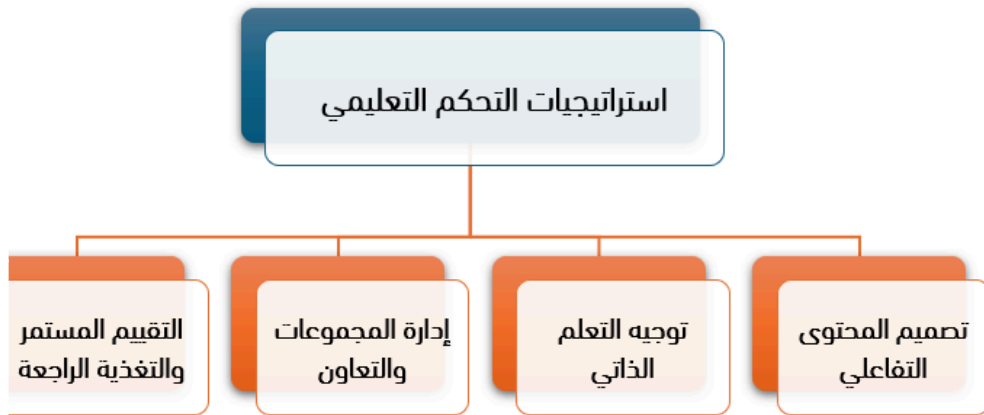 استراتيجيات التحكم التعليمي
تصميم المحتوى
التفاعلي
توجيه التعلم
الذاتي
إدارة المجموعات
والتعاون
التقييم المستمر
والتغذية الراجعة